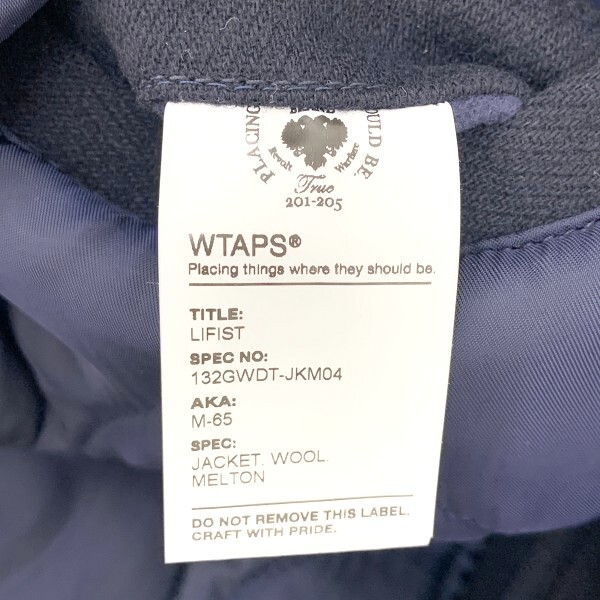 PLACING
OULD BE.
Revolt
Warfare
True
201-205
WTAPS®
Placing things where they should be.
TITLE:
LIFIST
SPEC NO:
132GWDT-JKM04
AKA:
M-65
SPEC:
JACKET. WOOL.
MELTON
DO NOT REMOVE THIS LABEL.
CRAFT WITH PRIDE.